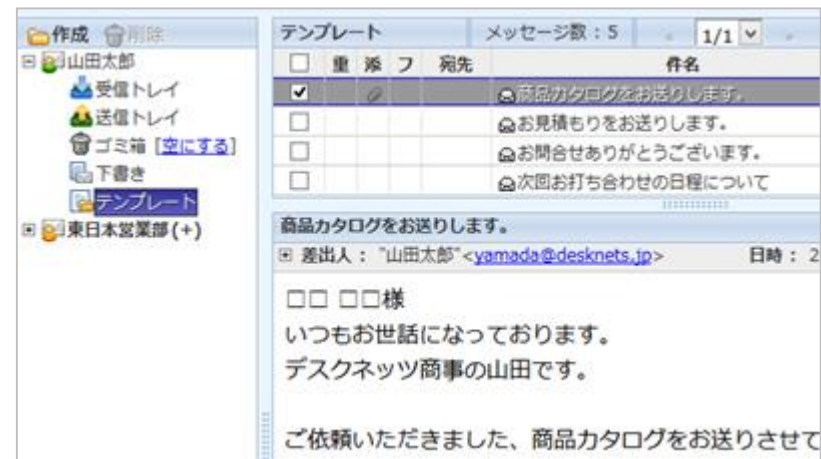 作成 削除
山田太郎
受信トレイ
送信トレイ
ゴミ箱 [空にする]
下書き
テンプレート
東日本営業部(+)
テンプレート メッセージ数:5 1/1
重 添 フ 宛先 件名
商品カタログをお送りします。
お見積もりをお送りします。
お問合せありがとうございます。
次回お打ち合わせの日程について
商品カタログをお送りします。
差出人: "山田太郎"<yamada@desknets.jp> 日時: 2
□□ □□様
いつもお世話になっております。
デスクネッツ商事の山田です。
ご依頼いただきました、商品カタログをお送りさせて